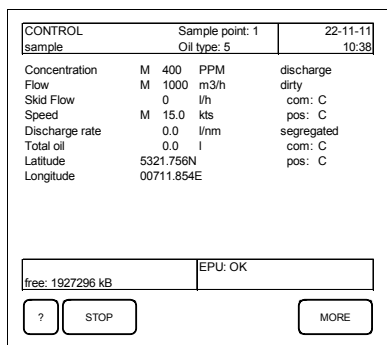 CONTROL Sample point: 1 22-11-11
sample Oil type: 5 10:38
Concentration M 400 PPM discharge
Flow M 1000 m3/h dirty
Skid Flow 0 l/h com: C
Speed M 15.0 kts pos: C
Discharge rate 0.0 l/nm segregated
Total oil 0.0 l com: C
Latitude 5321.756N pos: C
Longitude 00711.854E
EPU: OK
free: 1927296 kB
? STOP MORE